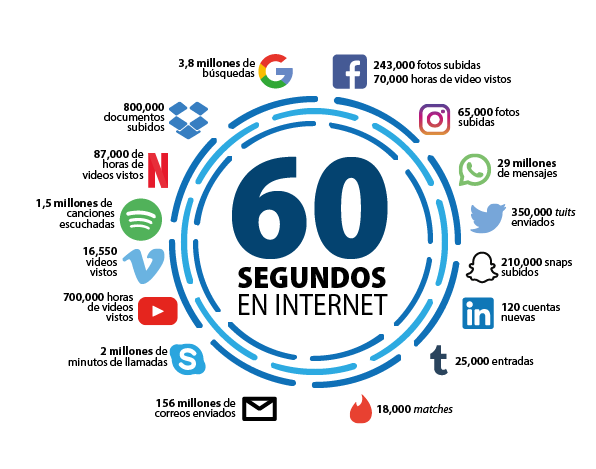 60
SEGUNDOS
EN INTERNET
3,8 millones de
búsquedas
243,000 fotos subidas
70,000 horas de video vistos
800,000
documentos
subidos
65,000 fotos
subidas
87,000 de
horas de
videos vistos
29 millones
de mensajes
1,5 millones de
canciones
escuchadas
350,000 tuits
envíados
16,550
videos
vistos
210,000 snaps
subídos
700,000 horas
de videos
vistos
120 cuentas
nuevas
2 millones de
minutos de llamadas
25,000 entradas
156 millones de
correos enviados
18,000 matches